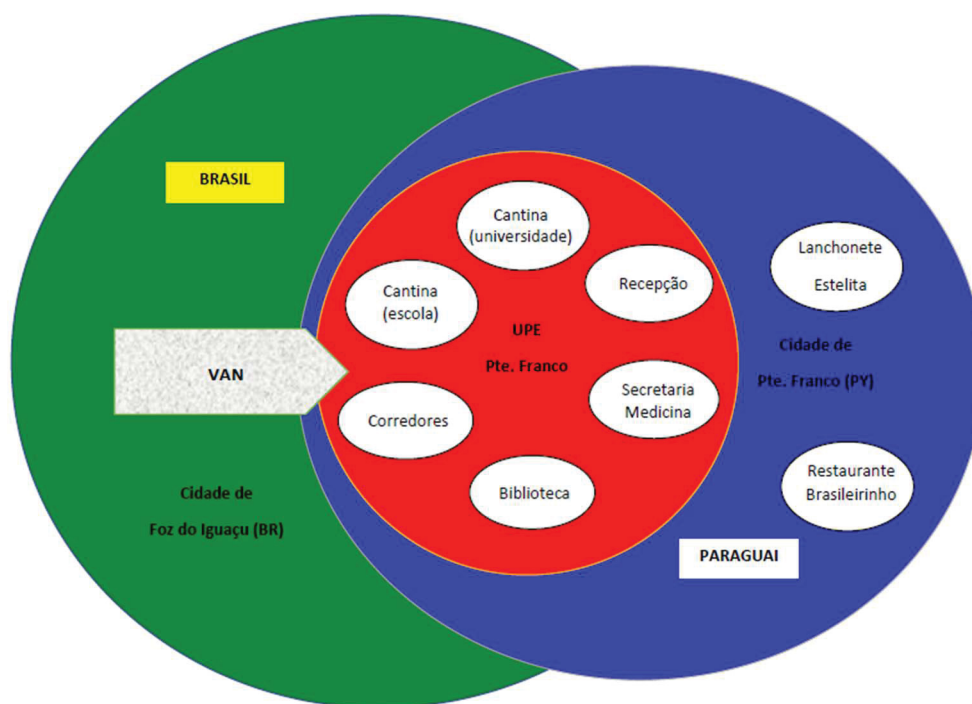 BRASIL
VAN
Cidade de
Foz do Iguaçu (BR)
Cantina
(universidade)
Cantina
(escola)
Recepção
UPE
Pte. Franco
Secretaria
Medicina
Corredores
Biblioteca
Lanchonete
Estelita
Cidade de
Pte. Franco (PY)
Restaurante
Brasileirinho
PARAGUAI